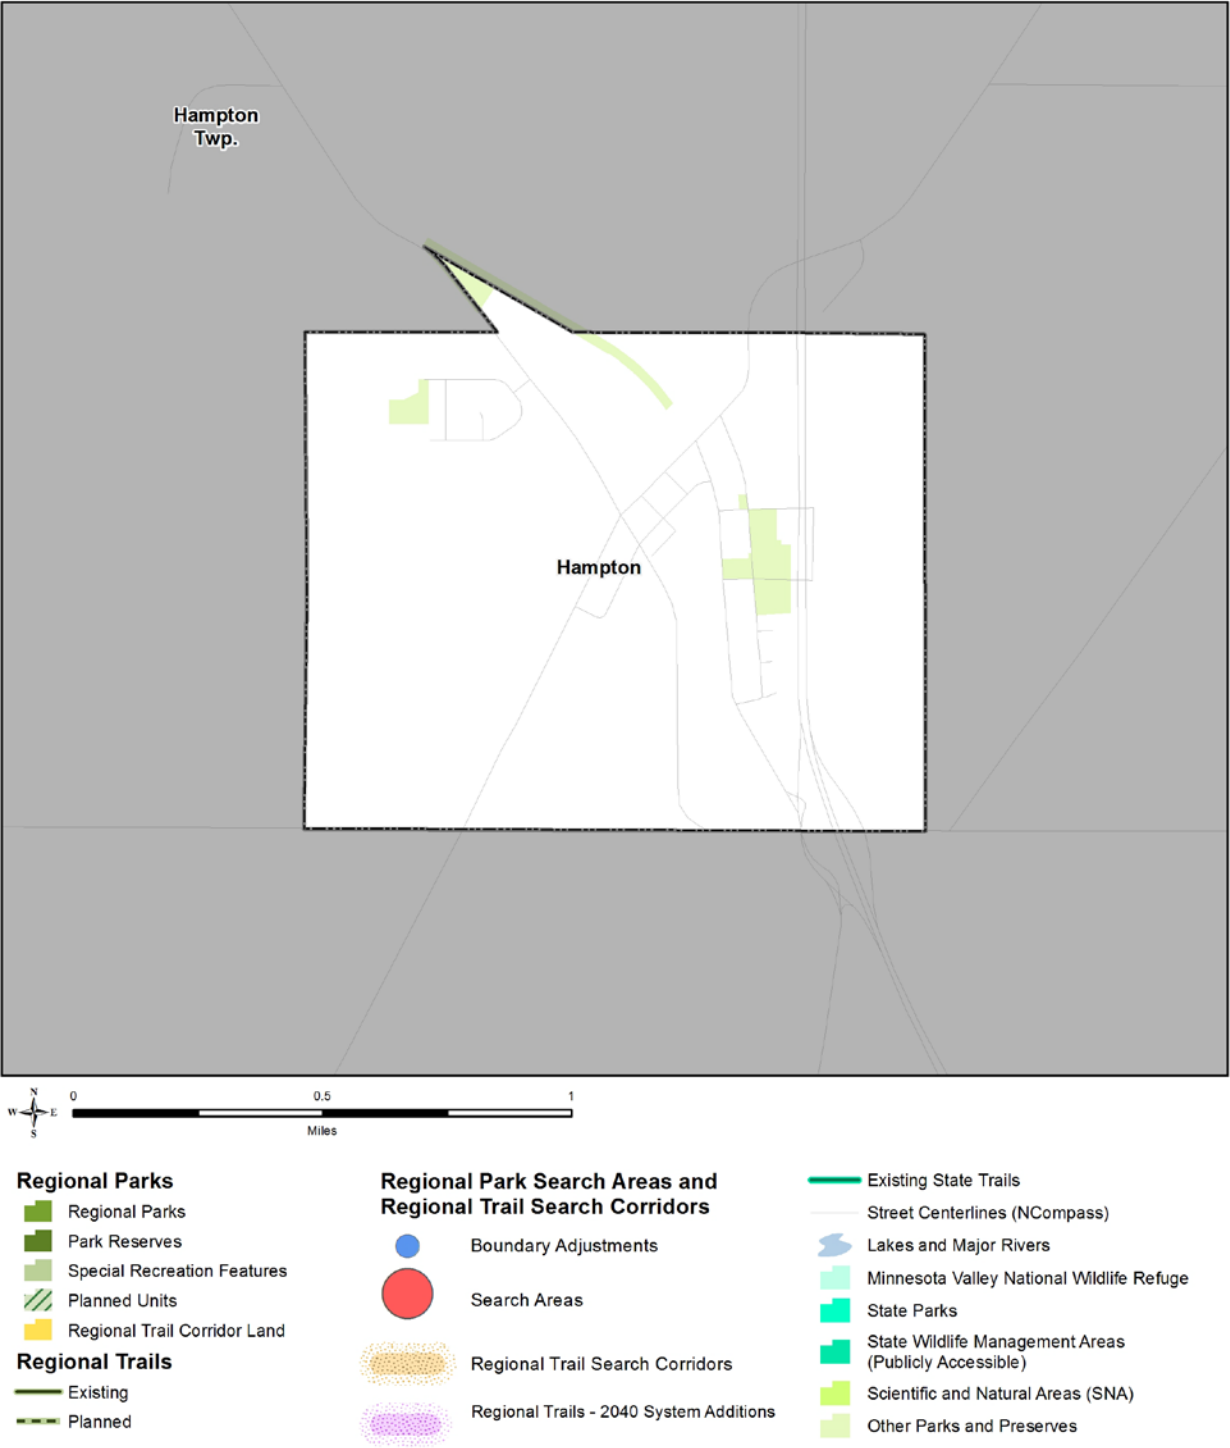 Hampton
Twp.
Hampton
N
W E
S
0 0.5 1
Miles
Regional Parks
Regional Parks
Park Reserves
Special Recreation Features
Planned Units
Regional Trail Corridor Land
Regional Trails
Existing
Planned
Regional Park Search Areas and
Regional Trail Search Corridors
Boundary Adjustments
Search Areas
Regional Trail Search Corridors
Regional Trails - 2040 System Additions
Existing State Trails
Street Centerlines (NCompass)
Lakes and Major Rivers
Minnesota Valley National Wildlife Refuge
State Parks
State Wildlife Management Areas
(Publicly Accessible)
Scientific and Natural Areas (SNA)
Other Parks and Preserves